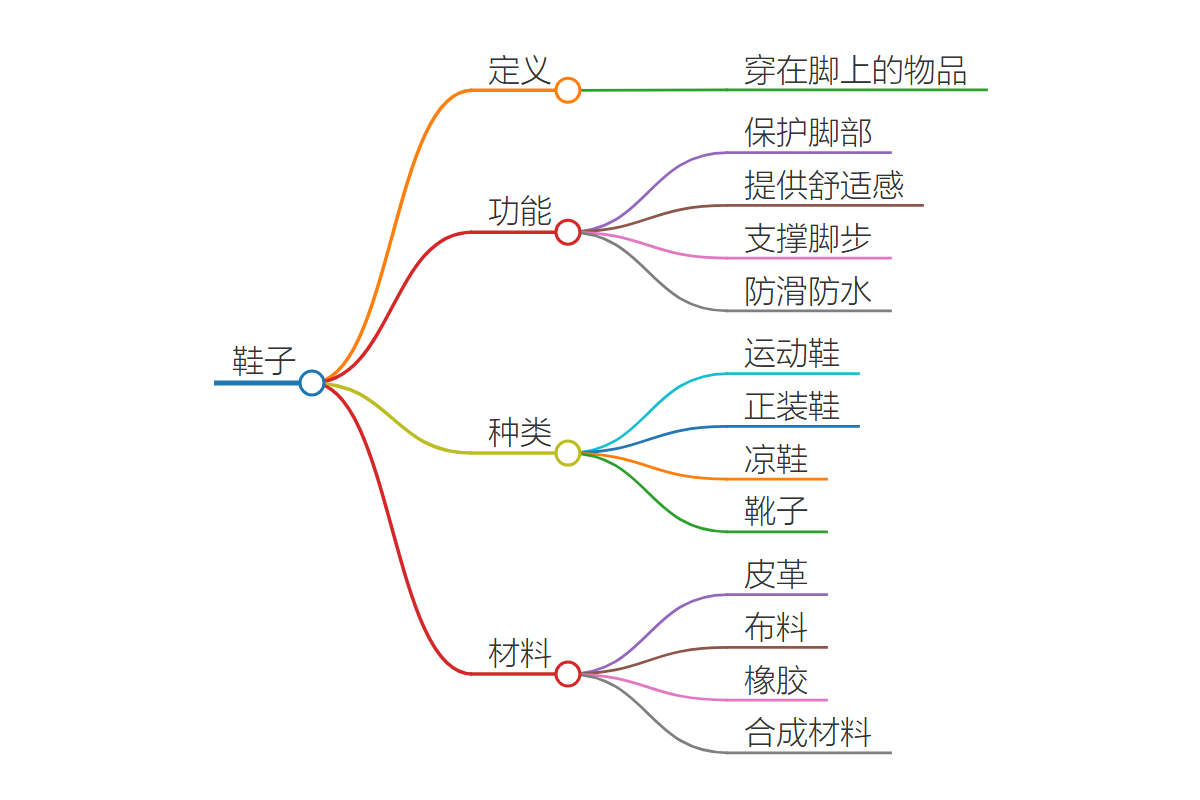 鞋子
定义
穿在脚上的物品
功能
保护脚部
提供舒适感
支撑脚步
防滑防水
种类
运动鞋
正装鞋
凉鞋
靴子
材料
皮革
布料
橡胶
合成材料